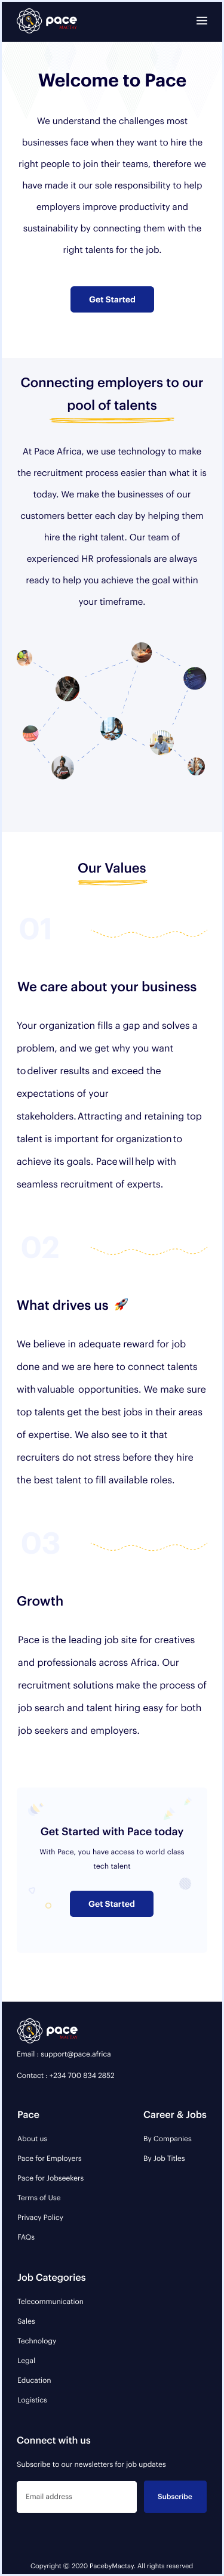 pace
Welcome to Pace
We understand the challenges most
businesses face when they want to hire the
right people to join their teams, therefore we
have made it our sole responsibility to help
employers improve productivity and
sustainability by connecting them with the
right talents for the job.
Get Started
Connecting employers to our
pool of talents
At Pace Africa, we use technology to make
the recruitment process easier than what it is
today. We make the businesses of our
customers better each day by helping them
hire the right talent. Our team of
experienced HR professionals are always
ready to help you achieve the goal within
your timeframe.
Our Values
01
We care about your business
Your organization fills a gap and solves a
problem, and we get why you want
to deliver results and exceed the
expectations of your
stakeholders. Attracting and retaining top
talent is important for organization to
achieve its goals. Pace will help with
seamless recruitment of experts.
02
What drives us 🚀
We believe in adequate reward for job
done and we are here to connect talents
with valuable opportunities. We make sure
top talents get the best jobs in their areas
of expertise. We also see to it that
recruiters do not stress before they hire
the best talent to fill available roles.
03
Growth
Pace is the leading job site for creatives
and professionals across Africa. Our
recruitment solutions make the process of
job search and talent hiring easy for both
job seekers and employers.
Get Started with Pace today
With Pace, you have access to world class
tech talent
Get Started
pace
Email : support@pace.africa
Contact : +234 700 834 2852
Pace
Career & Jobs
About us
By Companies
Pace for Employers
By Job Titles
Pace for Jobseekers
Terms of Use
Privacy Policy
FAQs
Job Categories
Telecommunication
Sales
Technology
Legal
Education
Logistics
Connect with us
Subscribe to our newsletters for job updates
Email address
Subscribe
Copyright © 2020 PacebyMactay. All rights reserved